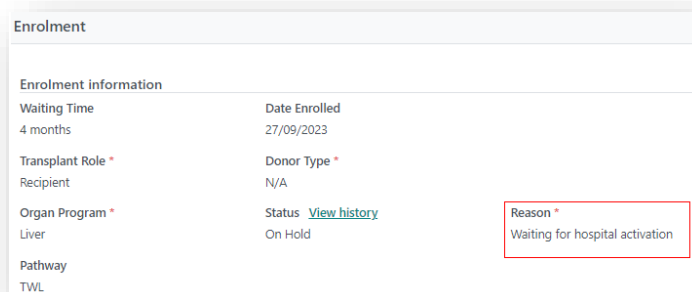 Enrolment
Enrolment information
Waiting Time Date Enrolled
4 months 27/09/2023
Transplant Role * Donor Type *
Recipient N/A
Organ Program * Status View history Reason *
Liver On Hold Waiting for hospital activation
Pathway
TWL